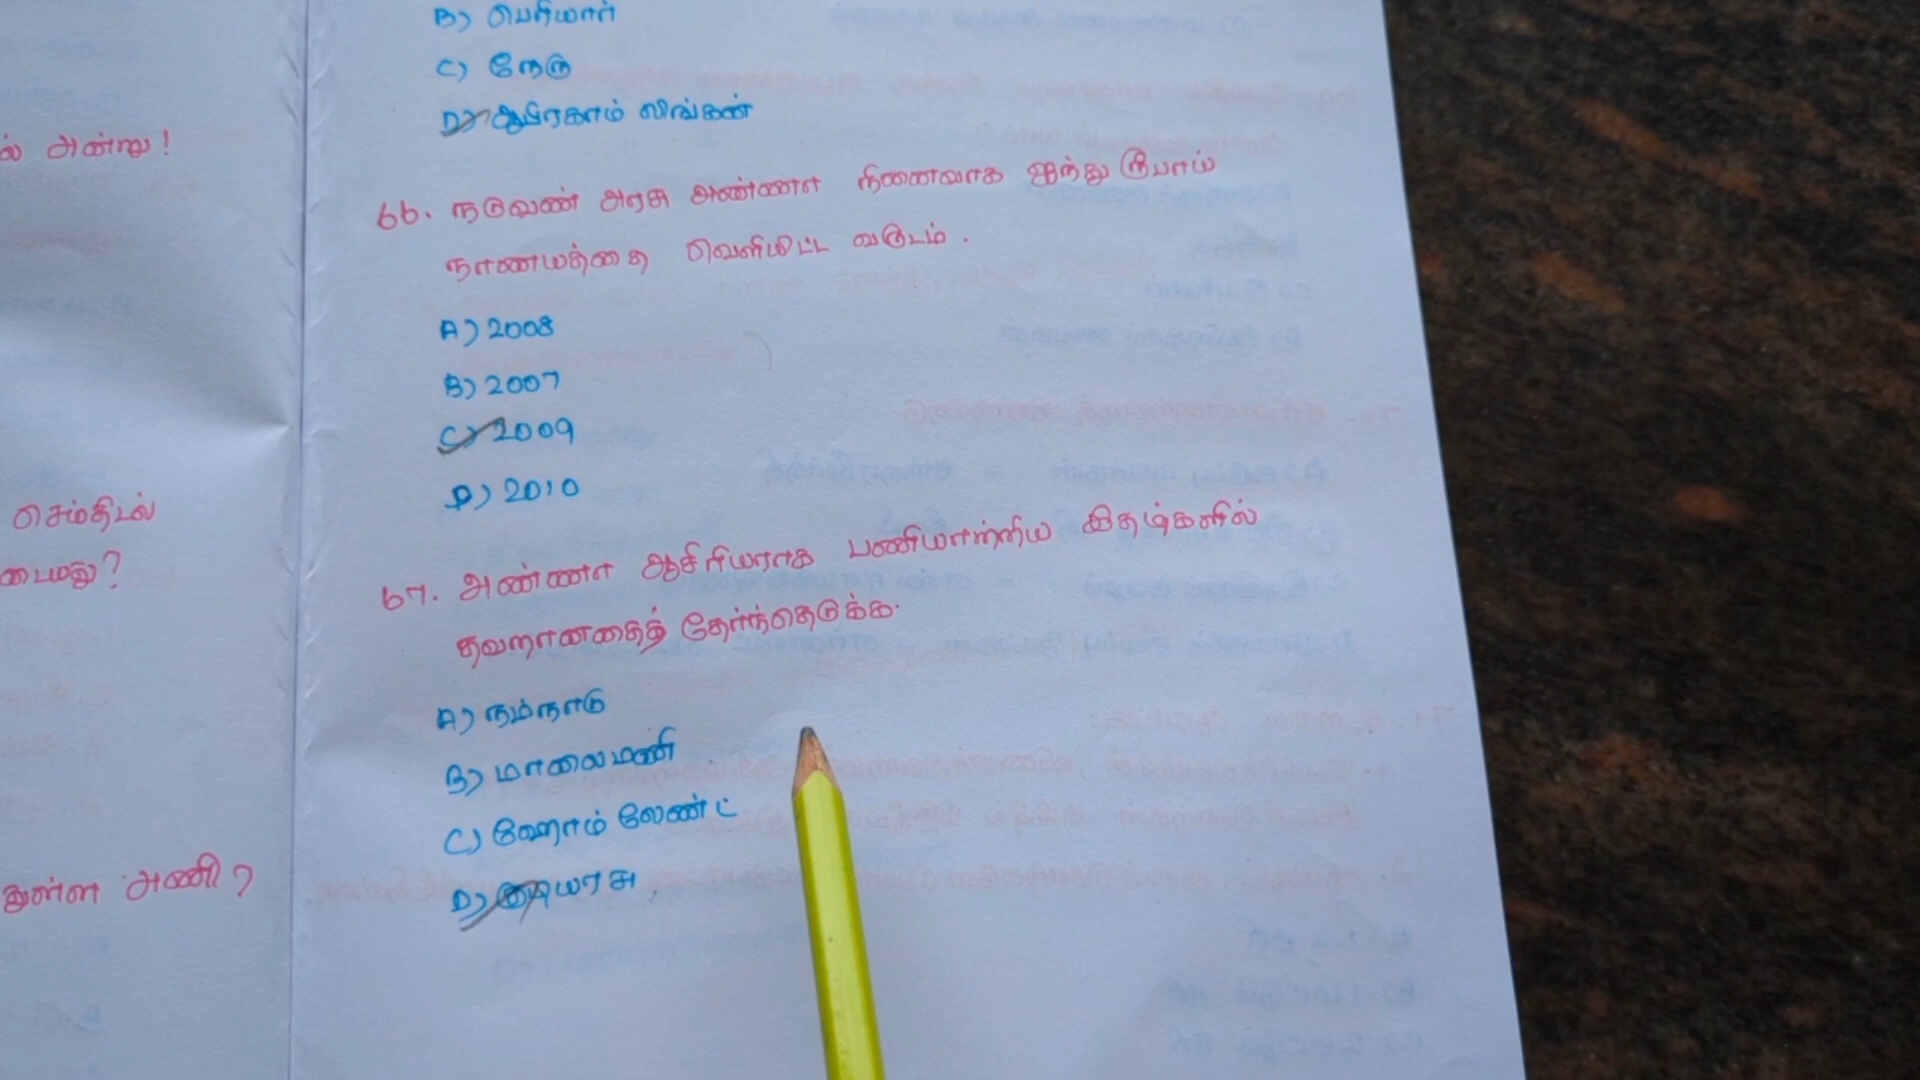 ல் அன்று!
செம்திடல்
டைமது?
துள்ள அணி?
B) பெரியார்
C) நேரு
D) ஆபிரகாம் லிங்கன்
66. நடுவண் அரசு அண்ணா நினைவாக ஐந்து ரூபாய்
நாணயத்தை வெளியிட்ட வருடம்.
A) 2008
B) 2007
C) 2009
D) 2010
67. அண்ணா ஆசிரியராக பணியாற்றிய இதழ்களில்
தவறானதைத் தேர்ந்தெடுக்க.
A) நம்நாடு
B) மாலைமணி
C) ஹோம் லேண்ட்
D) குடியரசு